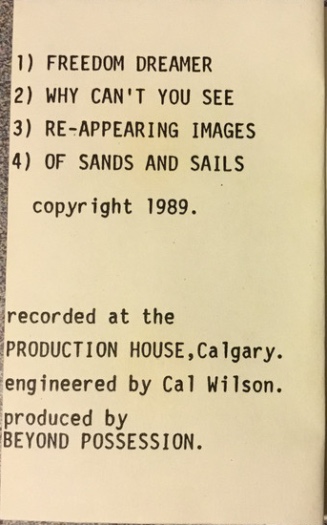 1) FREEDOM DREAMER
2) WHY CAN'T YOU SEE
3) RE-APPEARING IMAGES
4) OF SANDS AND SAILS
copyright 1989.
recorded at the
PRODUCTION HOUSE,Calgary.
engineered by Cal Wilson.
produced by
BEYOND POSSESSION.